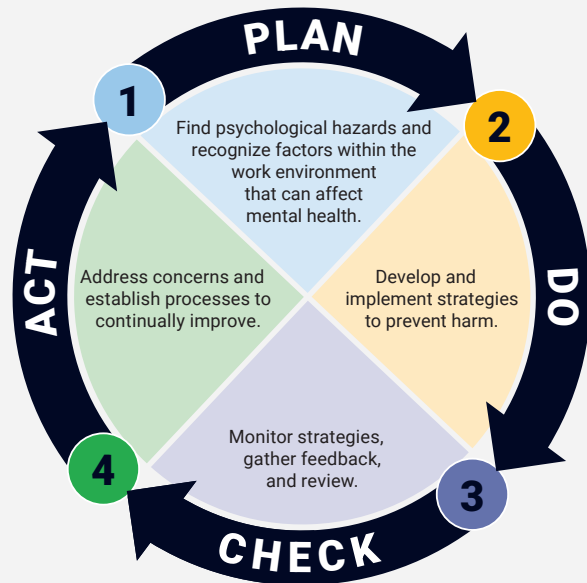 PLAN
1
Find psychological hazards and
recognize factors within the
work environment
that can affect
mental health.
2
DO
Develop and
implement strategies
to prevent harm.
3
CHECK
Monitor strategies,
gather feedback,
and review.
4
ACT
Address concerns and
establish processes to
continually improve.